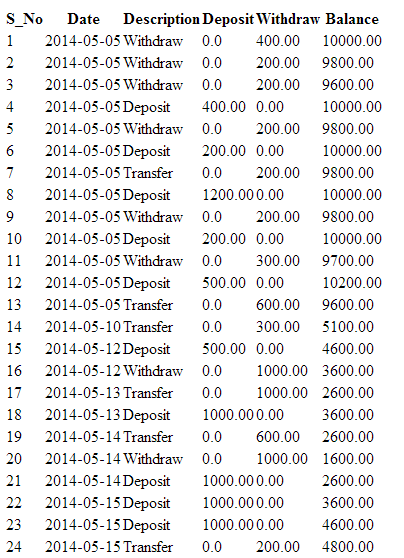 S_No Date Description Deposit Withdraw Balance
1 2014-05-05 Withdraw 0.0 400.00 10000.00
2 2014-05-05 Withdraw 0.0 200.00 9800.00
3 2014-05-05 Withdraw 0.0 200.00 9600.00
4 2014-05-05 Deposit 400.00 0.00 10000.00
5 2014-05-05 Withdraw 0.0 200.00 9800.00
6 2014-05-05 Deposit 200.00 0.00 10000.00
7 2014-05-05 Transfer 0.0 200.00 9800.00
8 2014-05-05 Deposit 1200.00 0.00 10000.00
9 2014-05-05 Withdraw 0.0 200.00 9800.00
10 2014-05-05 Deposit 200.00 0.00 10000.00
11 2014-05-05 Withdraw 0.0 300.00 9700.00
12 2014-05-05 Deposit 500.00 0.00 10200.00
13 2014-05-05 Transfer 0.0 600.00 9600.00
14 2014-05-10 Transfer 0.0 300.00 5100.00
15 2014-05-12 Deposit 500.00 0.00 4600.00
16 2014-05-12 Withdraw 0.0 1000.00 3600.00
17 2014-05-13 Transfer 0.0 1000.00 2600.00
18 2014-05-13 Deposit 1000.00 0.00 3600.00
19 2014-05-14 Transfer 0.0 600.00 2600.00
20 2014-05-14 Withdraw 0.0 1000.00 1600.00
21 2014-05-14 Deposit 1000.00 0.00 2600.00
22 2014-05-15 Deposit 1000.00 0.00 3600.00
23 2014-05-15 Deposit 1000.00 0.00 4600.00
24 2014-05-15 Transfer 0.0 200.00 4800.00